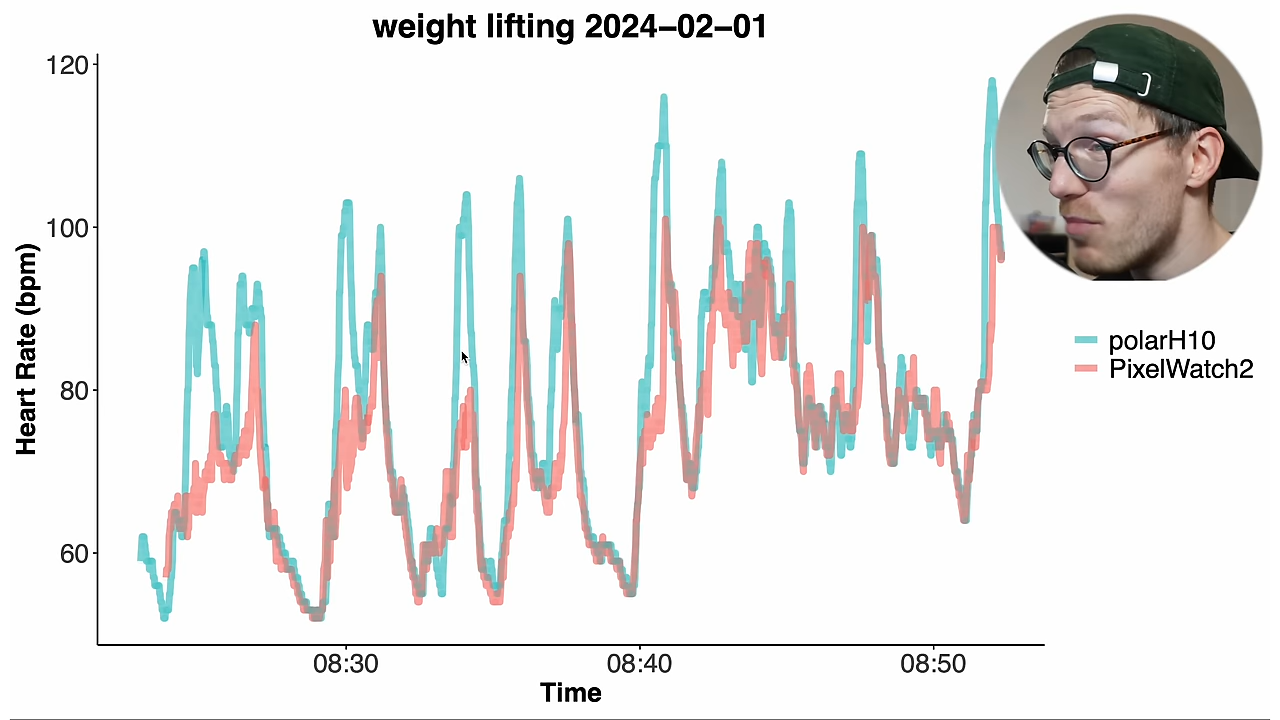 weight lifting 2024–02–01
120
100
80
60
Heart Rate (bpm)
08:30
08:40
08:50
Time
polarH10
PixelWatch2